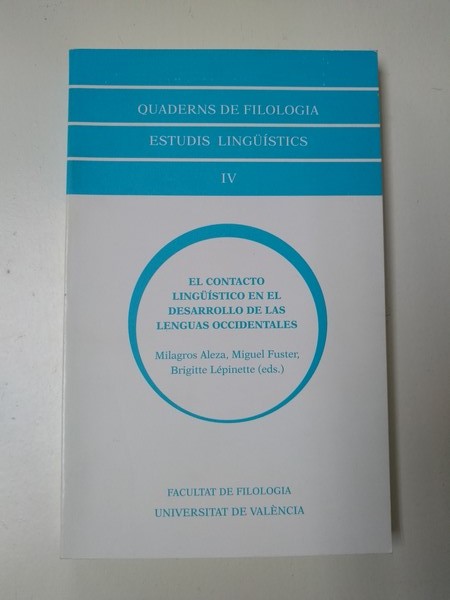 QUADERNS DE FILOLOGIA
ESTUDIS LINGÜÍSTICS
IV
EL CONTACTO
LINGÜÍSTICO EN EL
DESARROLLO DE LAS
LENGUAS OCCIDENTALES
Milagros Aleza, Miguel Fuster,
Brigitte Lépinette (eds.)
FACULTAT DE FILOLOGIA
UNIVERSITAT DE VALÈNCIA